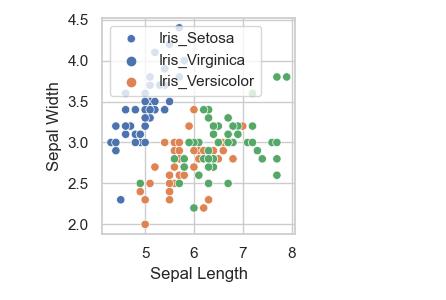 4.5
4.0
3.5
3.0
2.5
2.0
Sepal Width
Iris_Setosa
Iris_Virginica
Iris_Versicolor
5 6 7 8
Sepal Length